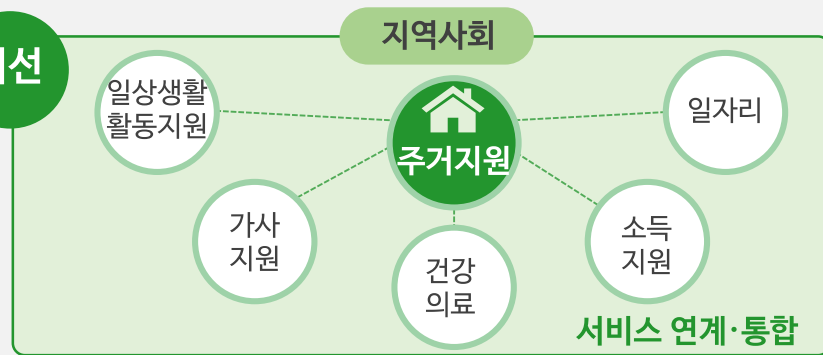 지역사회
선
일상생활
활동지원
주거지원
일자리
가사
지원
건강
의료
소득
지원
서비스 연계·통합